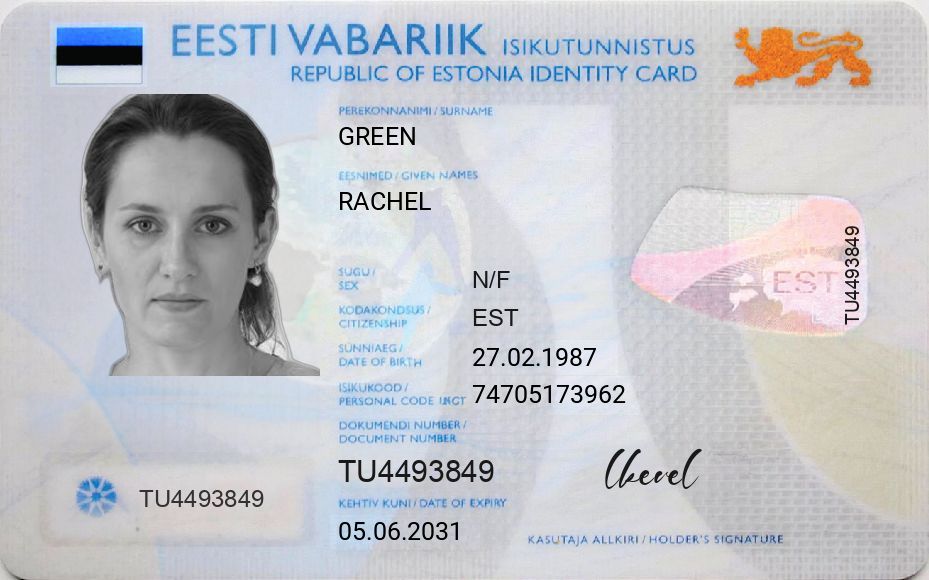 EESTI VABARIIK ISIKUTUNNISTUS
REPUBLIC OF ESTONIA IDENTITY CARD
PEREKONNANIMI / SURNAME
GREEN
EESNIMED / GIVEN NAMES
RACHEL
SUGU /
SEX
N/F
KODAKONDSUS /
CITIZENSHIP
EST
SÜNNIAEG /
DATE OF BIRTH
27.02.1987
ISIKUKOOD /
PERSONAL CODE
74705173962
DOKUMENDI NUMBER /
DOCUMENT NUMBER
TU4493849
KEHTIV KUNI / DATE OF EXPIRY
05.06.2031
TU4493849
EST
TU4493849
KASUTAJA ALLKIRI / HOLDER'S SIGNATURE